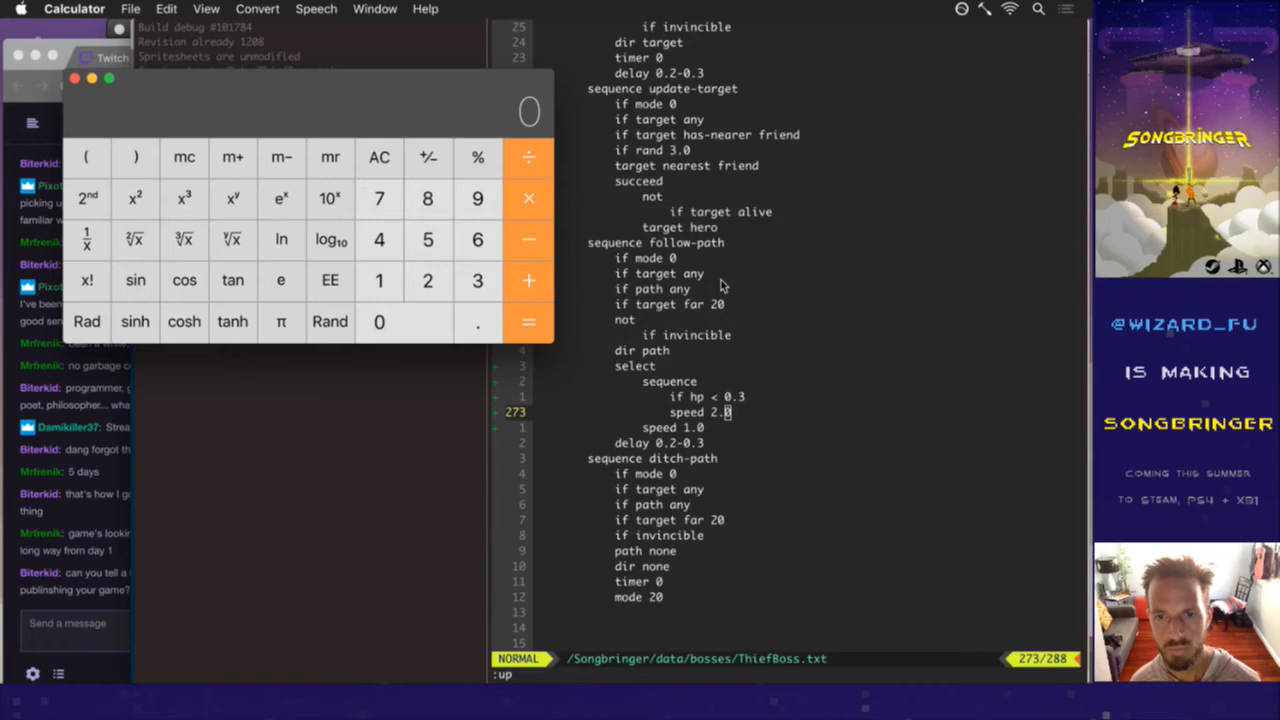 Calculator File Edit View Convert Speech Window Help
Build debug #101784
Revision already 1208
Spritesheets are unmodified
Twitch
0
( ) mc m+ m− mr AC +/− % ÷
2nd x² x³ xʸ eˣ 10ˣ 7 8 9 ×
1/x ²√x ³√x ʸ√x ln log₁₀ 4 5 6 −
x! sin cos tan e EE 1 2 3 +
Rad sinh cosh tanh π Rand 0 . =
Biterkid:
Pixot
picking u
familiar w
Mrfrenik:
Biterkid:
Pixot
I've been
good sen
Mrfrenik:
Mrfrenik: no garbage c
Biterkid: programmer,
poet, philosopher... wha
Damikiller37: Strea
Biterkid: dang forgot th
Mrfrenik: 5 days
Biterkid: that's how I g
thing
Mrfrenik: game's lookin
long way from day 1
Biterkid: can you tell a
publinshing your game?
Send a message
25 if invincible
24 dir target
23 timer 0
delay 0.2-0.3
sequence update-target
if mode 0
if target any
if target has-nearer friend
if rand 3.0
target nearest friend
succeed
not
if target alive
target hero
sequence follow-path
if mode 0
if target any
if path any
if target far 20
not
if invincible
4 dir path
+ 3 select
+ 2 sequence
+ 1 if hp < 0.3
+ 273 speed 2.0
+ 1 speed 1.0
2 delay 0.2-0.3
3 sequence ditch-path
4 if mode 0
5 if target any
6 if path any
7 if target far 20
8 if invincible
9 path none
10 dir none
11 timer 0
12 mode 20
13
14
15
NORMAL /Songbringer/data/bosses/ThiefBoss.txt 273/288
:up
SONGBRINGER
@WIZARD_FU
IS MAKING
SONGBRINGER
COMING THIS SUMMER
TO STEAM, PS4 + XB1